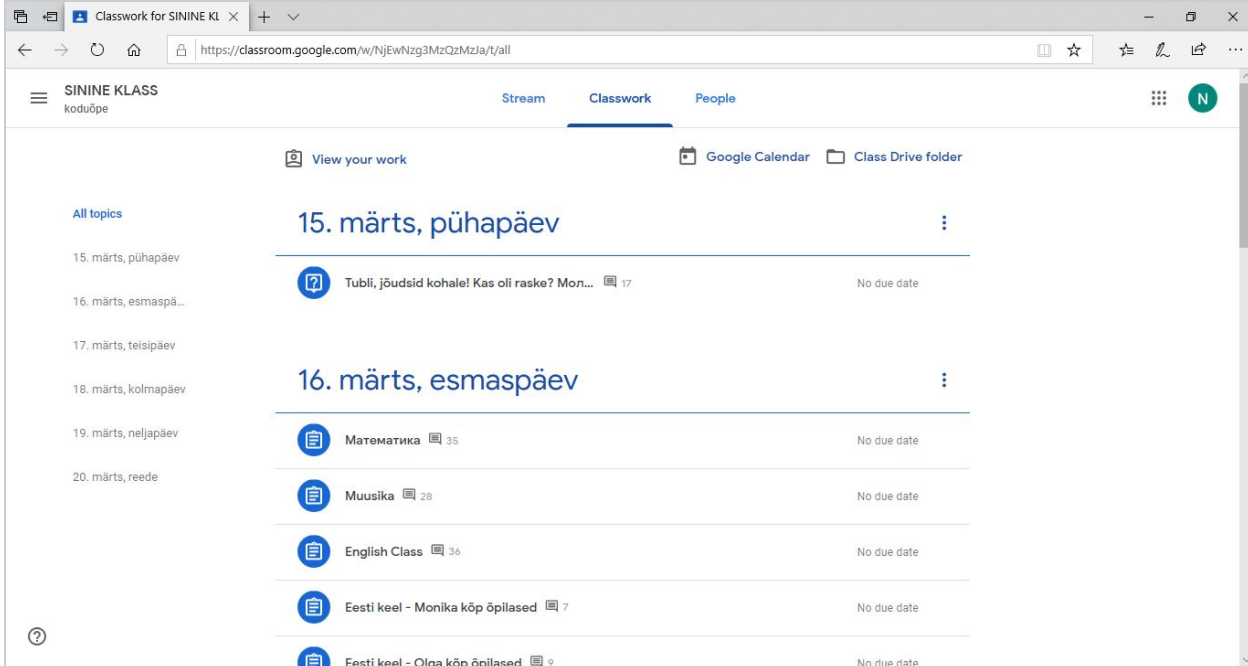 Classwork for SININE KL
https://classroom.google.com/w/NjEwNzg3MzQzMzJa/t/all
SININE KLASS
koduõpe
Stream Classwork People
N
View your work
Google Calendar Class Drive folder
All topics
15. märts, pühapäev
16. märts, esmaspä...
17. märts, teisipäev
18. märts, kolmapäev
19. märts, neljapäev
20. märts, reede
15. märts, pühapäev
Tubli, jõudsid kohale! Kas oli raske? Мол... 17 No due date
16. märts, esmaspäev
Математика 35 No due date
Muusika 28 No due date
English Class 36 No due date
Eesti keel - Monika kõp õpilased 7 No due date
Eesti keel - Olga kõp õpilased 9 No due date